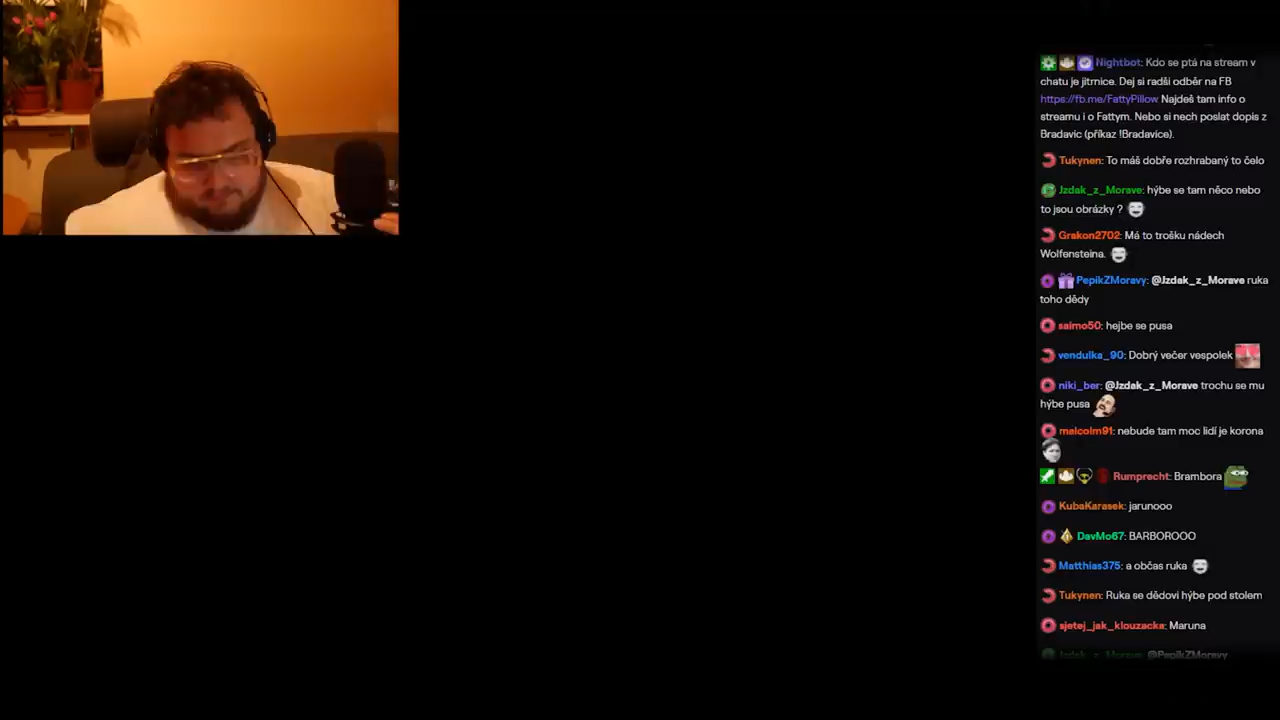 Nightbot: Kdo se ptá na stream v
chatu je jitrnice. Dej si radši odběr na FB
https://fb.me/FattyPillow Najdeš tam info o
streamu i o Fattym. Nebo si nech poslat dopis z
Bradavic (příkaz !Bradavice).
Tukynen: To máš dobře rozhrabaný to čelo
Jzdak_z_Morave: hýbe se tam něco nebo
to jsou obrázky ?
Grakon2702: Má to trošku nádech
Wolfensteina.
PepikZMoravy: @Jzdak_z_Morave ruka
toho dědy
saimo50: hejbe se pusa
vendulka_90: Dobrý večer vespolek
niki_ber: @Jzdak_z_Morave trochu se mu
hýbe pusa
malcolm91: nebude tam moc lidí je korona
Rumprecht: Brambora
KubaKarasek: jarunooo
DavMo67: BARBOROOO
Matthias375: a občas ruka
Tukynen: Ruka se dědovi hýbe pod stolem
sjetej_jak_klouzacka: Maruna
Jzdak_z_Morave: @PepikZMoravy